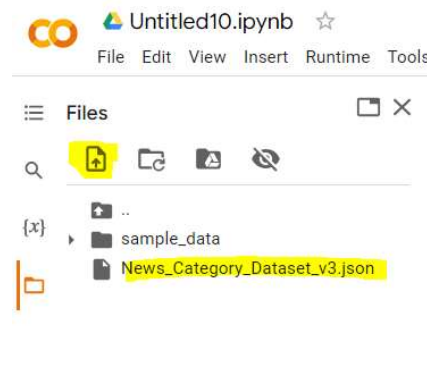 CO Untitled10.ipynb
File Edit View Insert Runtime Tools
Files
..
{x}
sample_data
News_Category_Dataset_v3.json